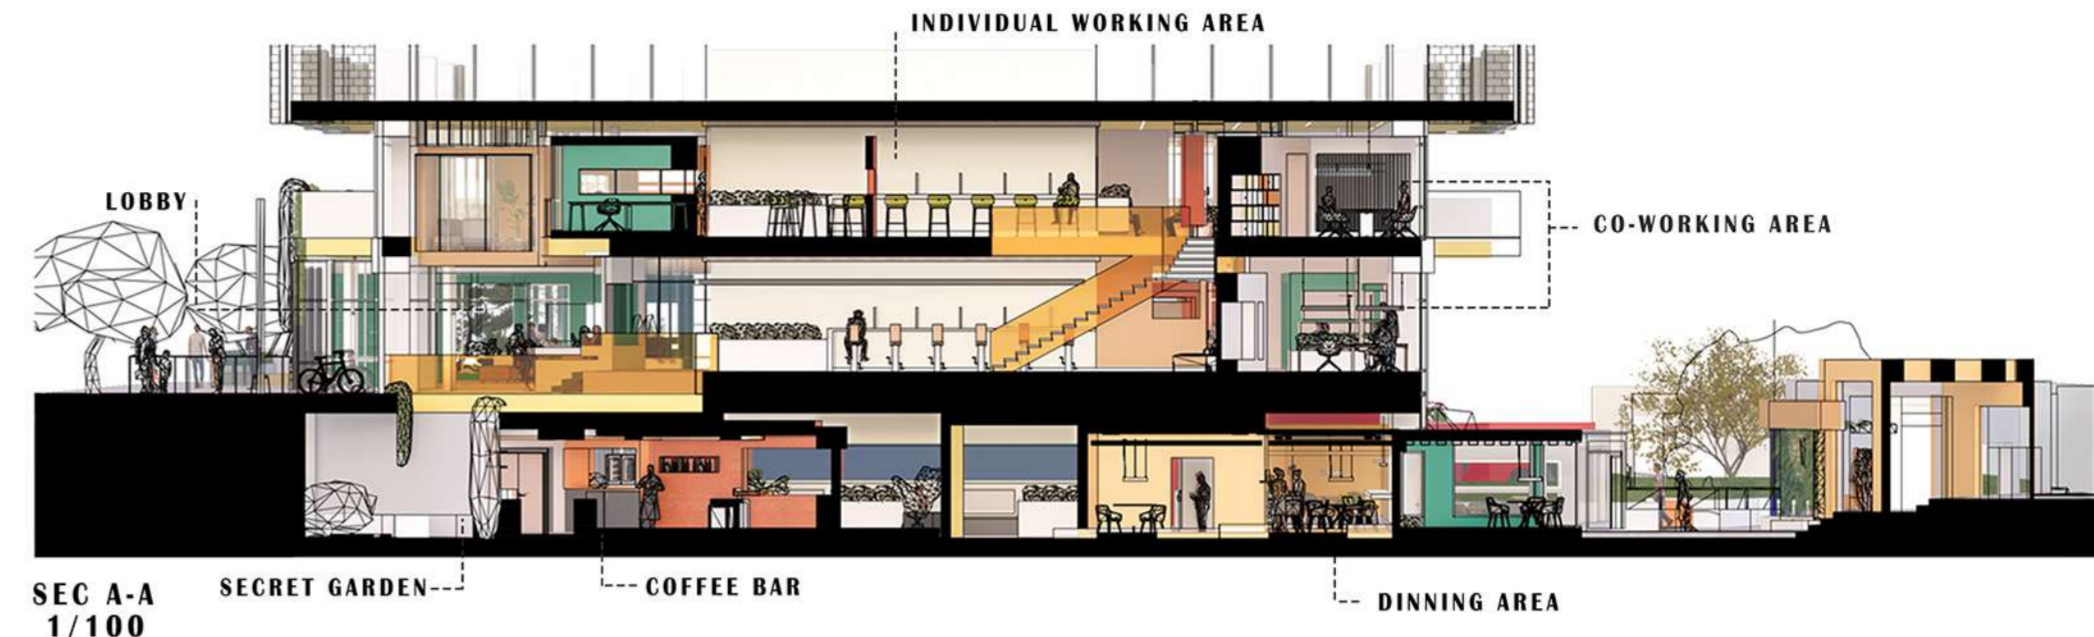 INDIVIDUAL WORKING AREA
LOBBY
CO-WORKING AREA
SECRET GARDEN
COFFEE BAR
DINNING AREA
SEC A-A
1/100